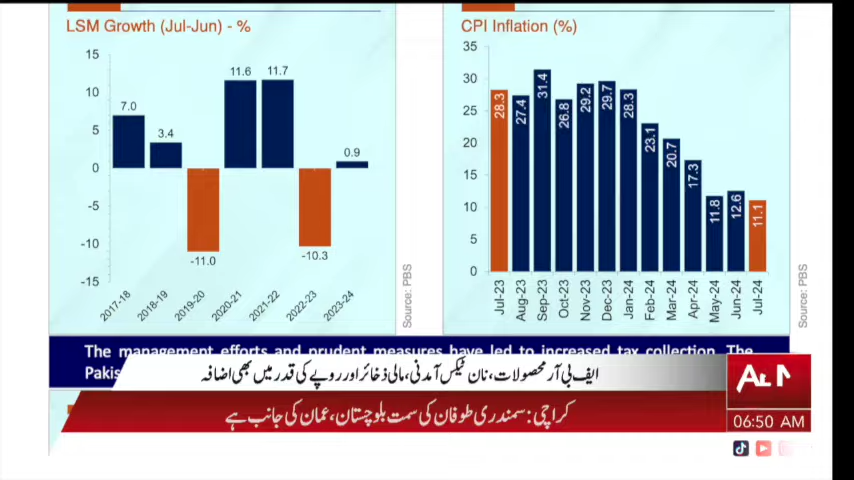 LSM Growth (Jul-Jun) - %
15
10
5
0
-5
-10
-15
7.0
3.4
-11.0
11.6
11.7
-10.3
0.9
2017-18
2018-19
2019-20
2020-21
2021-22
2022-23
2023-24
Source: PBS
CPI Inflation (%)
35
30
25
20
15
10
5
0
28.3
27.4
31.4
26.8
29.2
29.7
28.3
23.1
20.7
17.3
11.8
12.6
11.1
Jul-23
Aug-23
Sep-23
Oct-23
Nov-23
Dec-23
Jan-24
Feb-24
Mar-24
Apr-24
May-24
Jun-24
Jul-24
Source: PBS
The management efforts and prudent measures have led to increased tax collection. The
ایف بی آر محصولات، نان ٹیکس آمدنی، مالی ذخائر اور روپے کی قدر میں بھی اضافہ
کراچی: سمندری طوفان کی سمت بلوچستان، عمان کی جانب ہے
06:50 AM